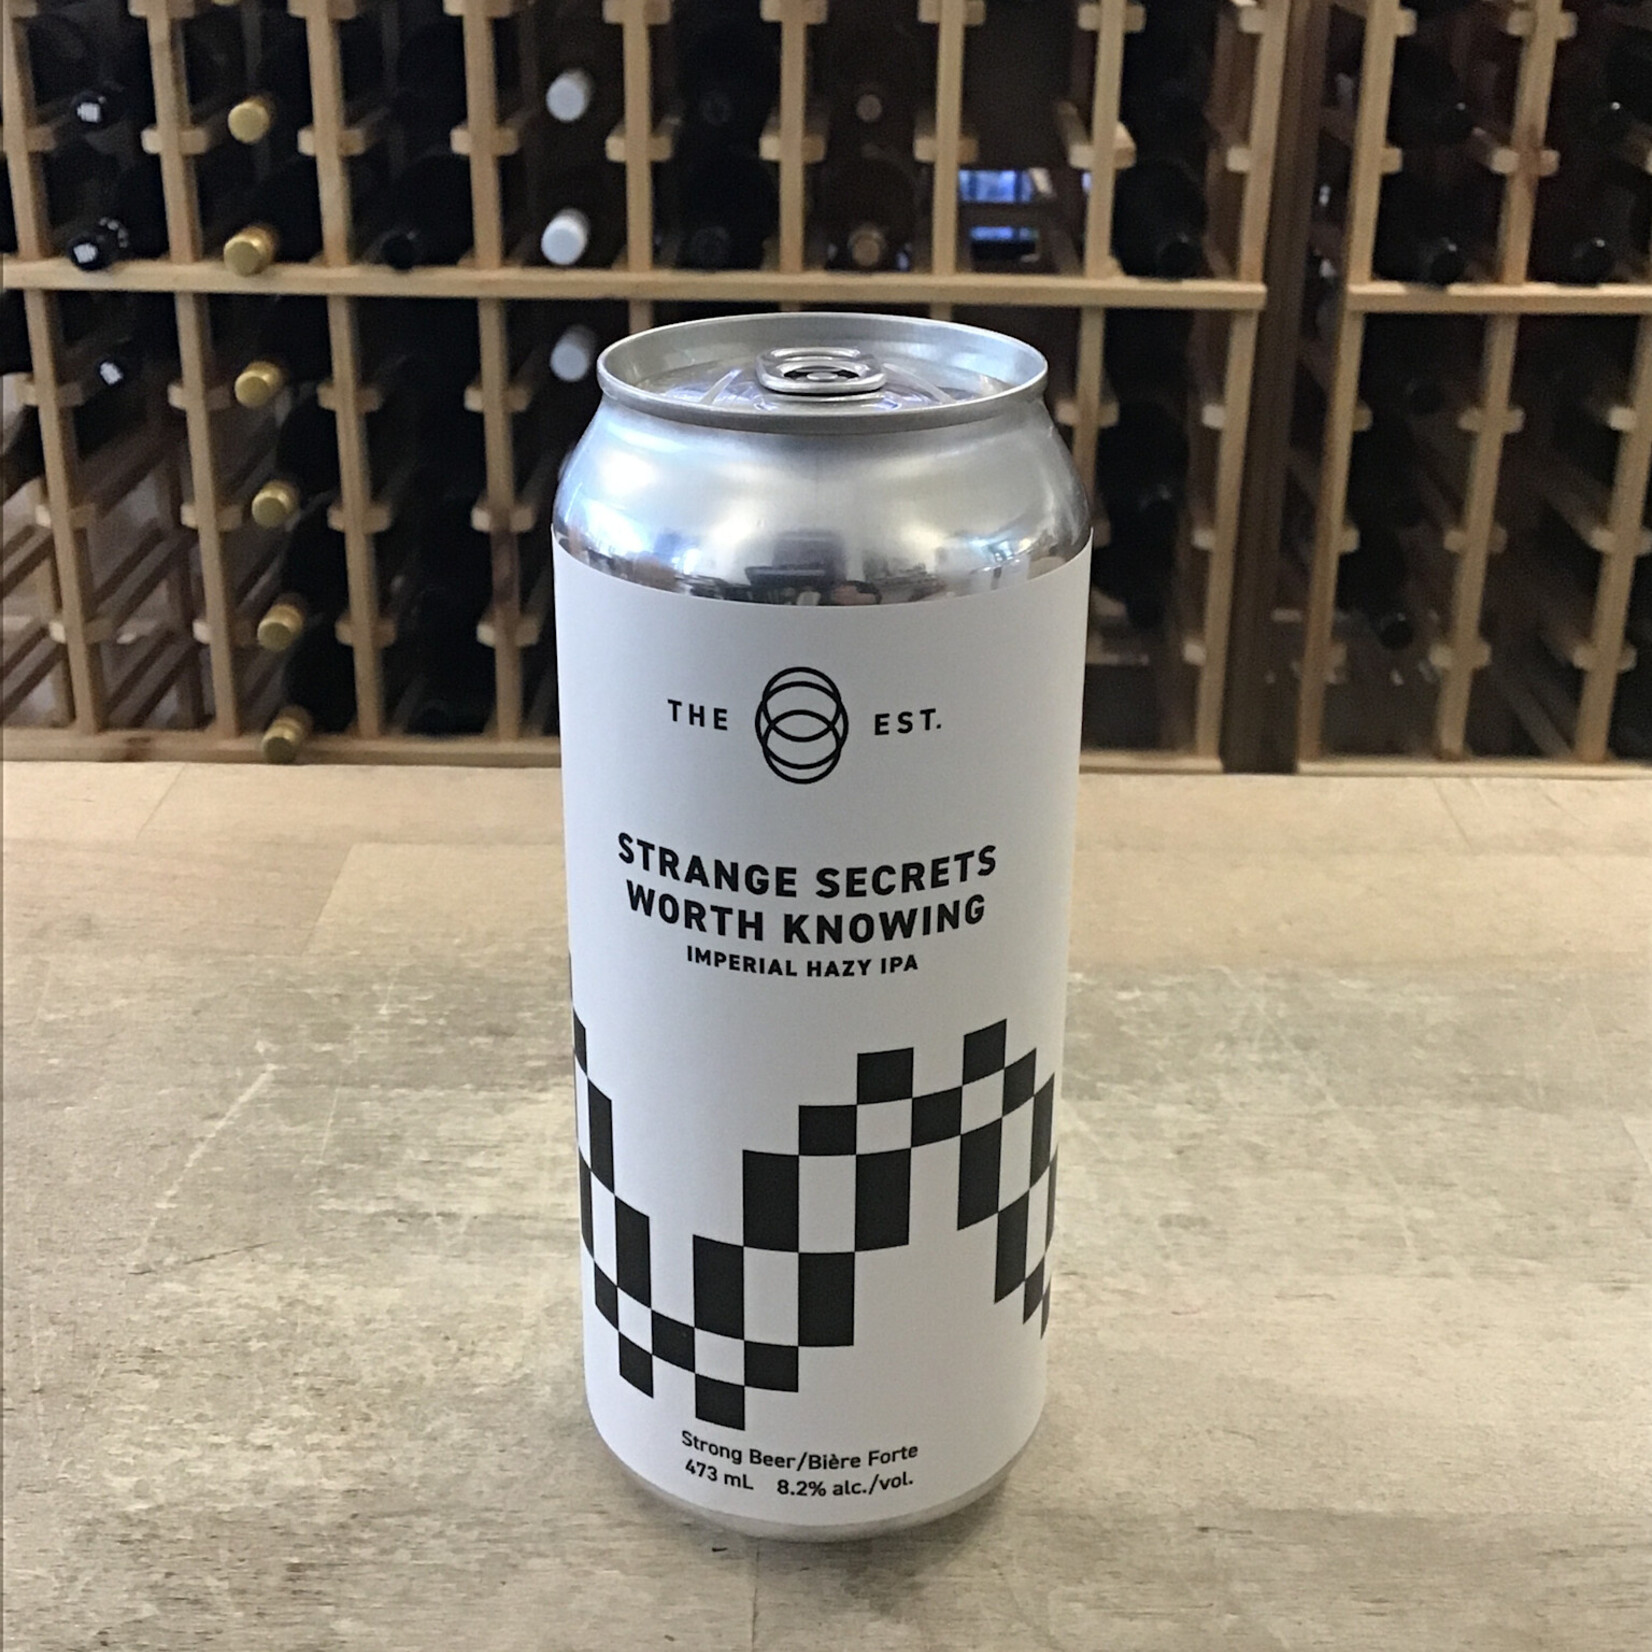 THE EST.
STRANGE SECRETS
WORTH KNOWING
IMPERIAL HAZY IPA
Strong Beer/Bière Forte
473 mL 8.2% alc./vol.